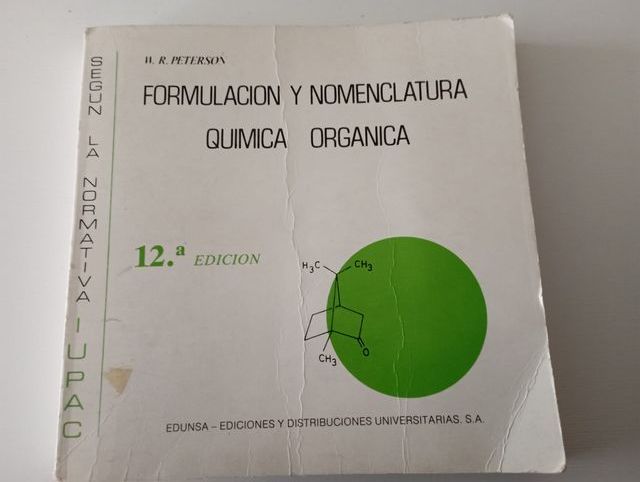 W. R. PETERSON
FORMULACION Y NOMENCLATURA
QUIMICA ORGANICA
SEGUN LA NORMATIVA IUPAC
12.ª EDICION
H₃C CH₃
CH₃ O
EDUNSA – EDICIONES Y DISTRIBUCIONES UNIVERSITARIAS. S.A.